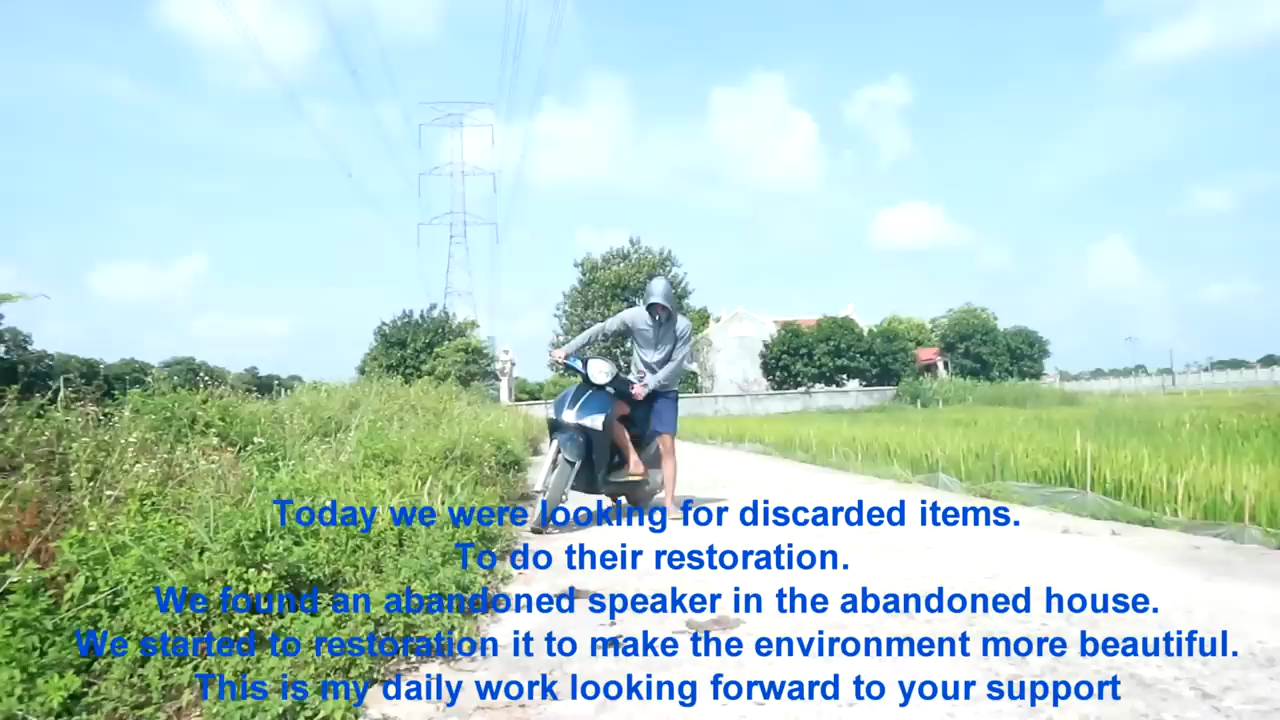 Today we were looking for discarded items.
To do their restoration.
We found an abandoned speaker in the abandoned house.
We started to restoration it to make the environment more beautiful.
This is my daily work looking forward to your support